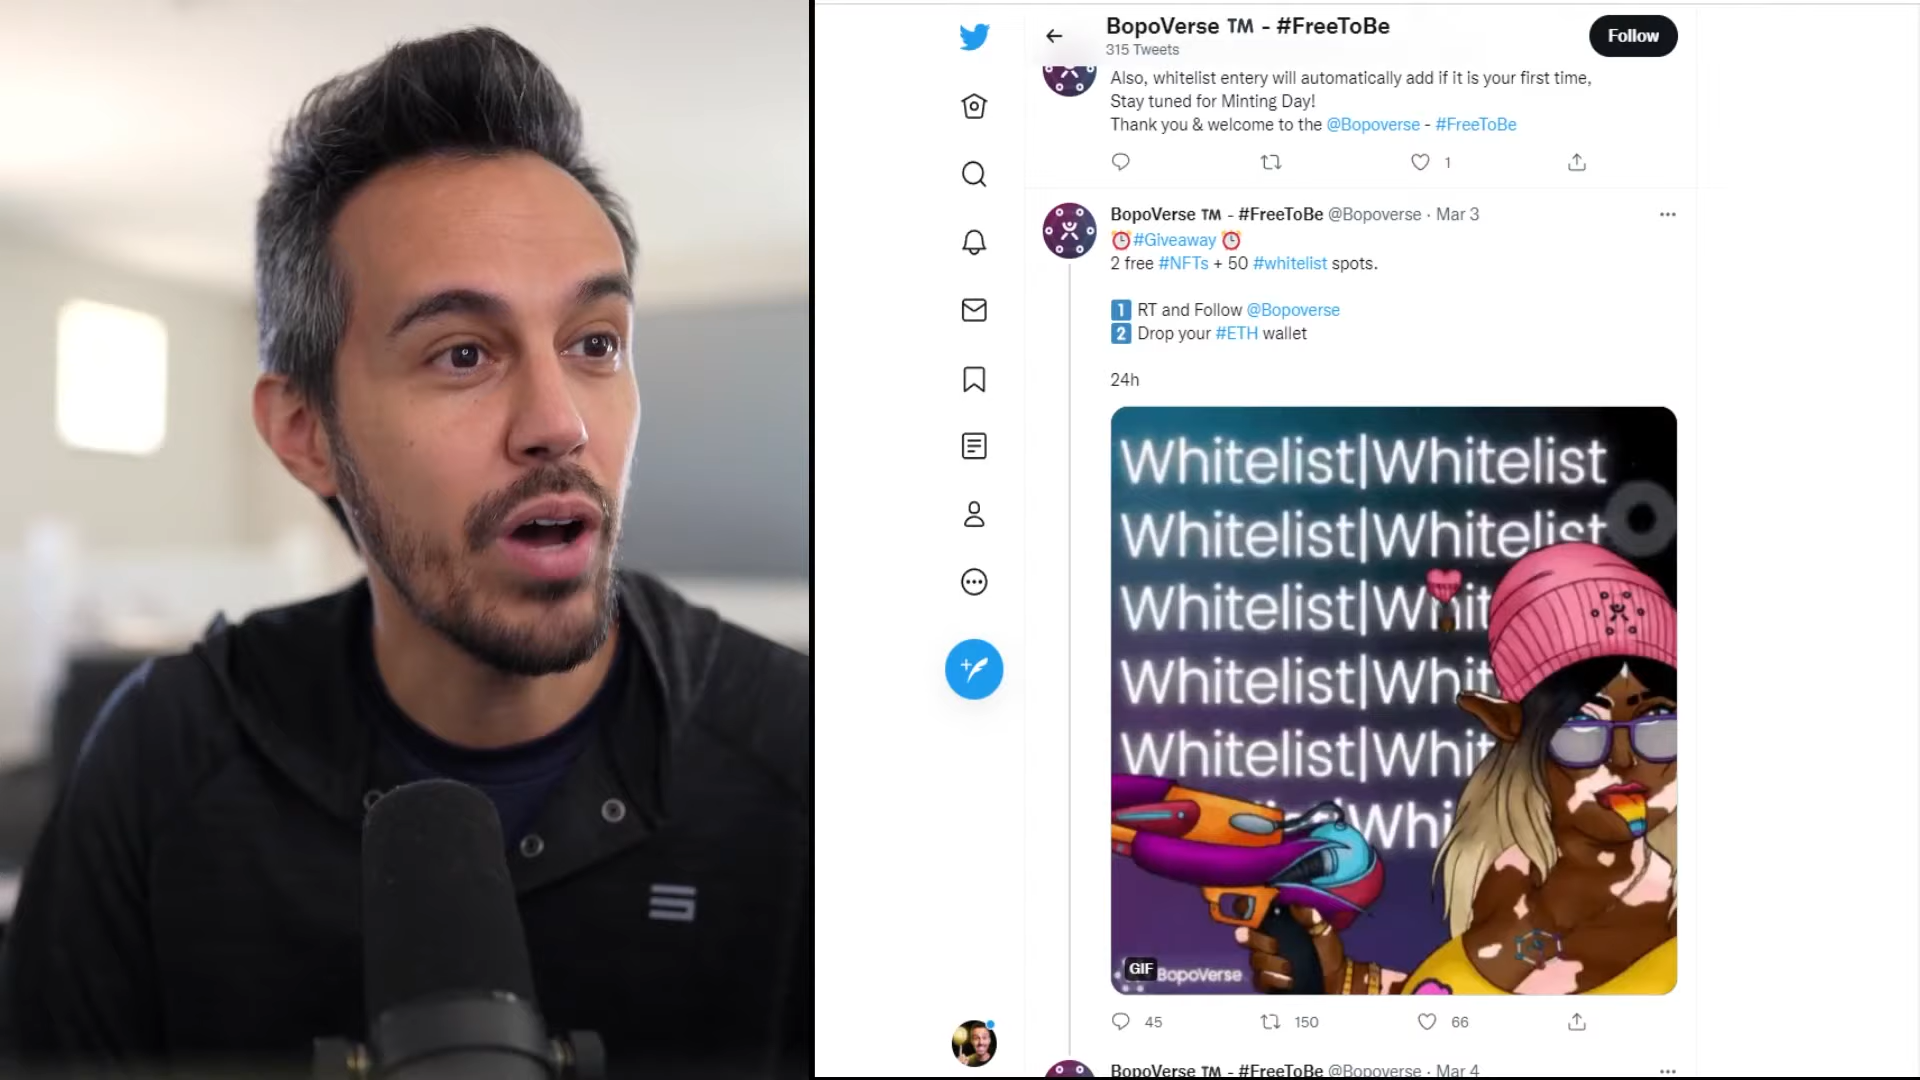 BopoVerse TM - #FreeToBe
315 Tweets
Follow
Also, whitelist entery will automatically add if it is your first time,
Stay tuned for Minting Day!
Thank you & welcome to the @Bopoverse - #FreeToBe
1
BopoVerse TM - #FreeToBe @Bopoverse · Mar 3
⏰#Giveaway ⏰
2 free #NFTs + 50 #whitelist spots.
1 RT and Follow @Bopoverse
2 Drop your #ETH wallet
24h
Whitelist|Whitelist
Whitelist|Whitelist
Whitelist|Whit
Whitelist|Whit
Whitelist|Whit
list|Whi
GIF BopoVerse
45 150 66
BopoVerse TM - #FreeToBe @Bopoverse · Mar 4